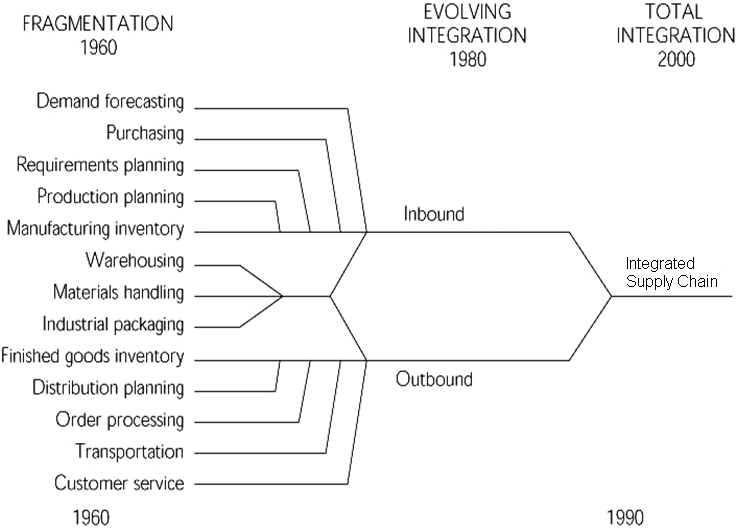 FRAGMENTATION
1960
EVOLVING
INTEGRATION
1980
TOTAL
INTEGRATION
2000
Demand forecasting
Purchasing
Requirements planning
Production planning
Manufacturing inventory
Warehousing
Materials handling
Industrial packaging
Finished goods inventory
Distribution planning
Order processing
Transportation
Customer service
Inbound
Outbound
Integrated
Supply Chain
1960
1990